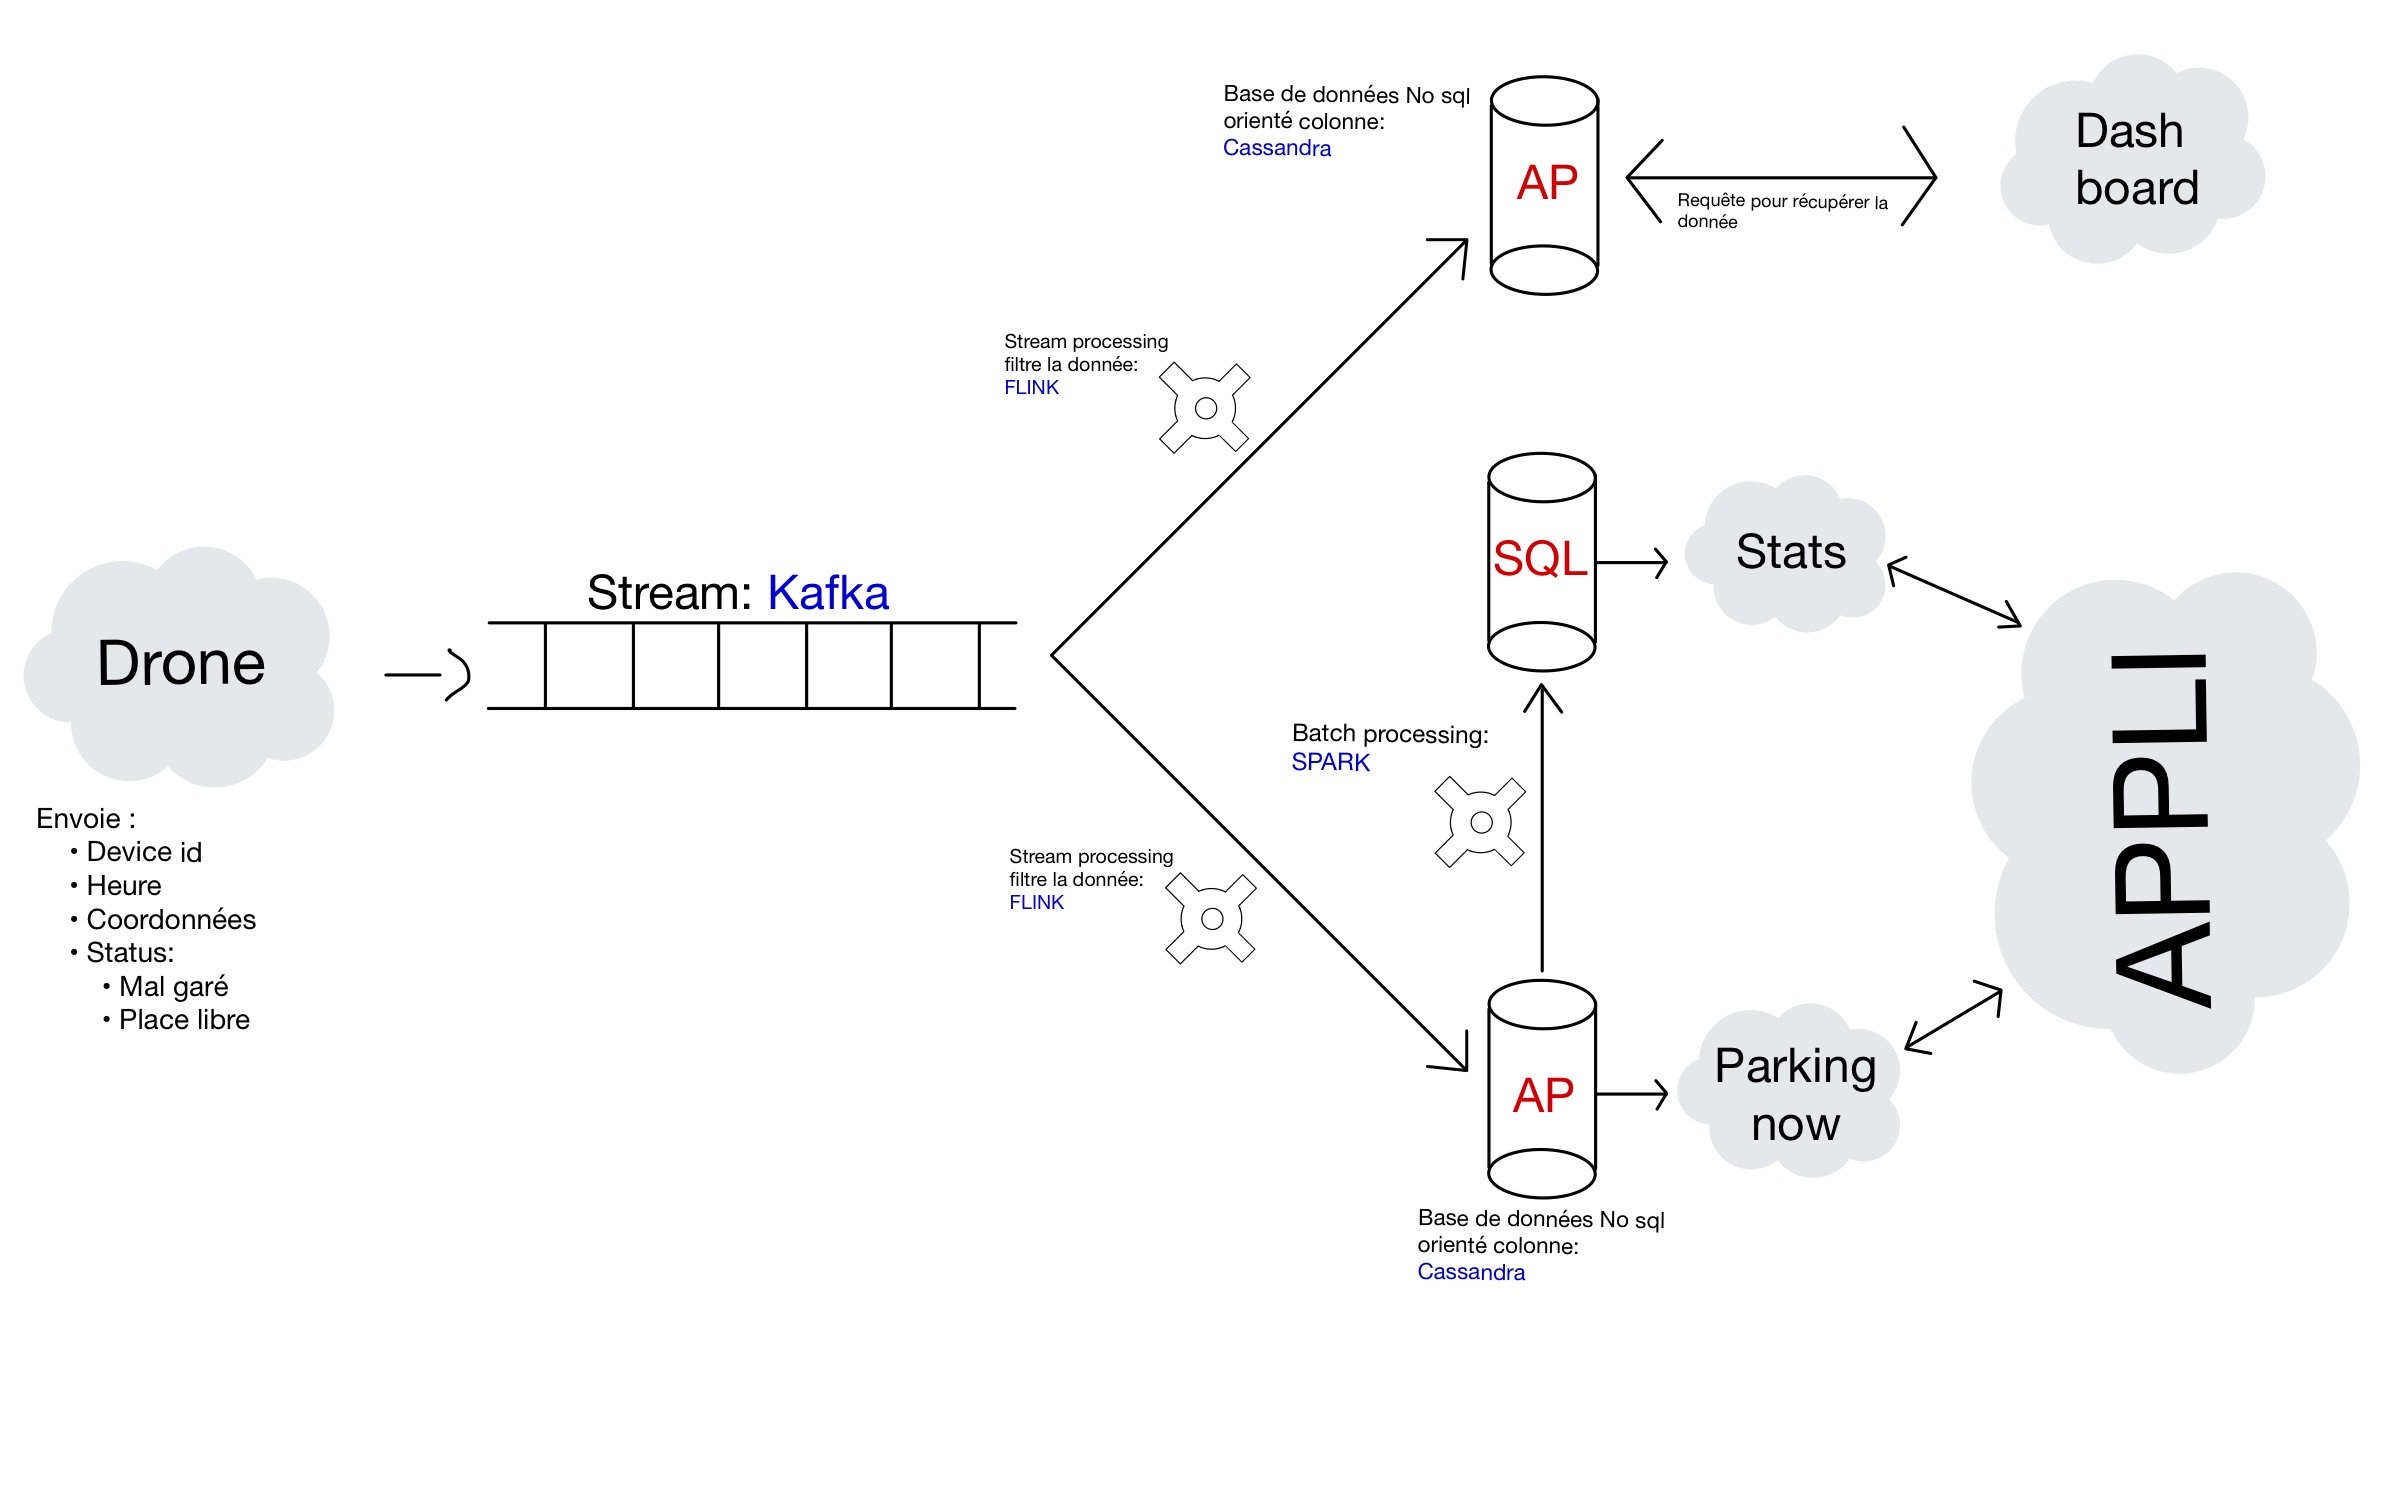 Base de données No sql
orienté colonne:
Cassandra
AP
Requête pour récupérer la
donnée
Dash
board
Stream processing
filtre la donnée:
FLINK
SQL
Stats
Stream: Kafka
Drone
Batch processing:
SPARK
APPLI
Envoie :
• Device id
• Heure
• Coordonnées
• Status:
• Mal garé
• Place libre
Stream processing
filtre la donnée:
FLINK
AP
Parking
now
Base de données No sql
orienté colonne:
Cassandra